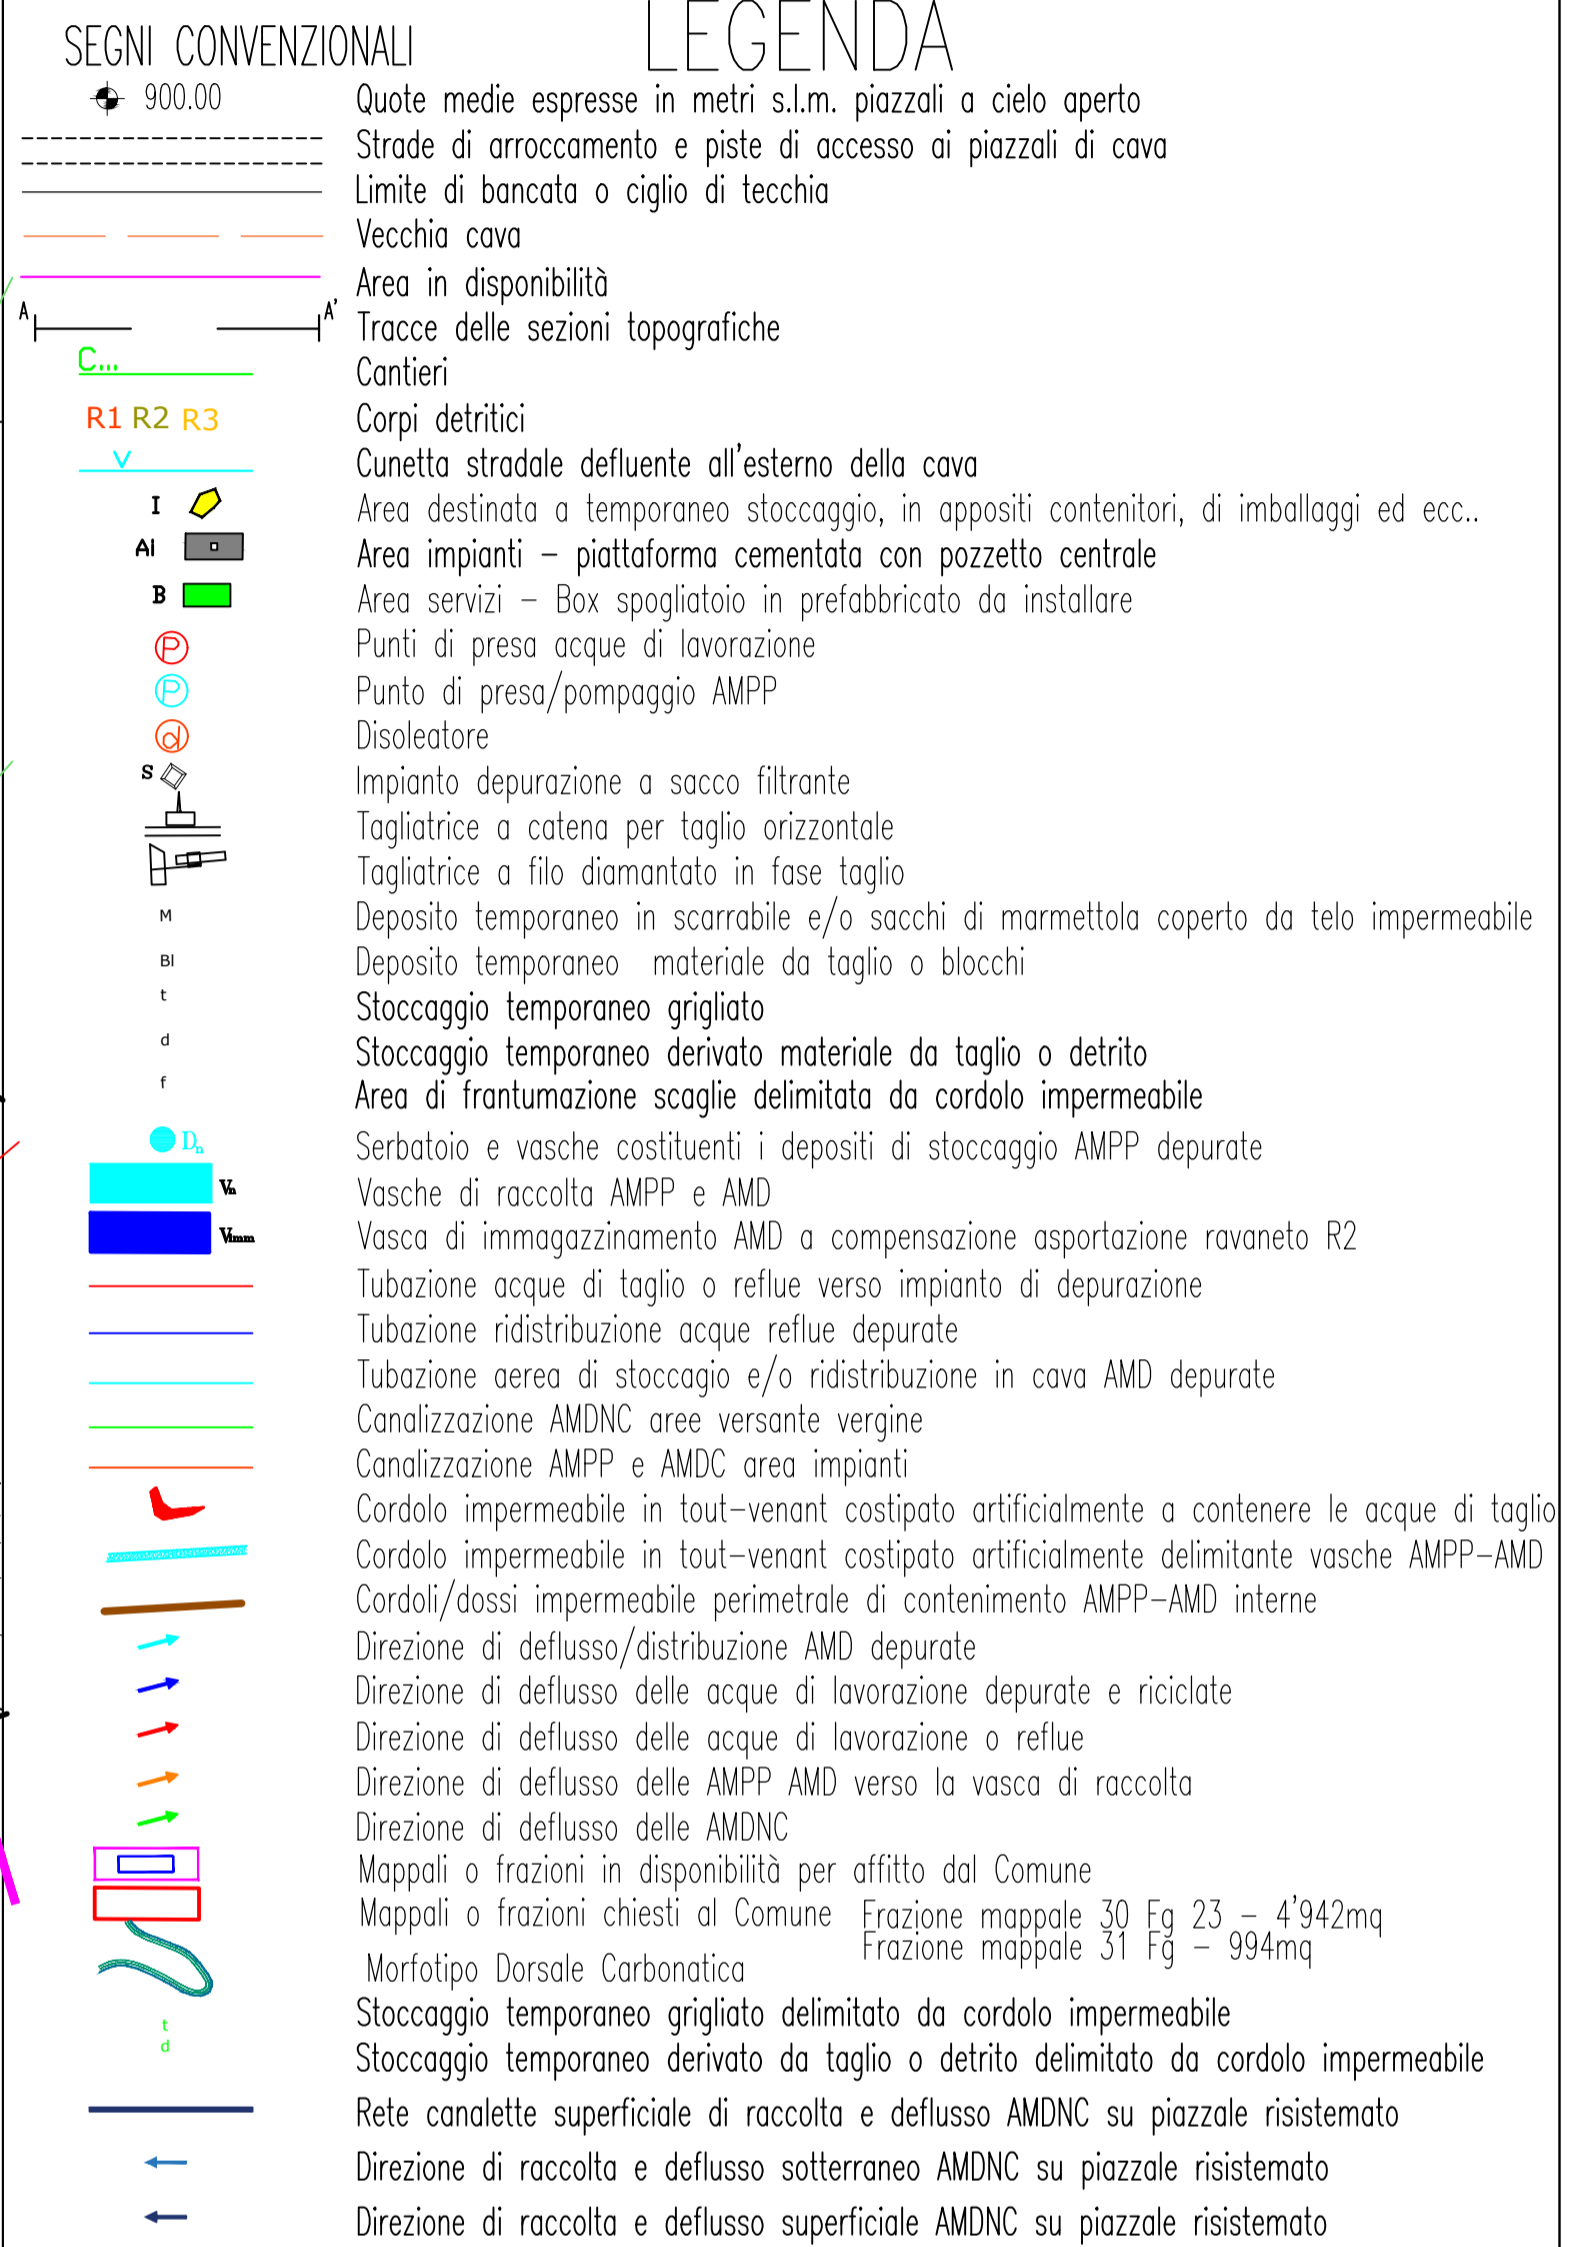 LEGENDA
SEGNI CONVENZIONALI
900.00 Quote medie espresse in metri s.l.m. piazzali a cielo aperto
Strade di arroccamento e piste di accesso ai piazzali di cava
Limite di bancata o ciglio di tecchia
Vecchia cava
Area in disponibilità
A A' Tracce delle sezioni topografiche
C... Cantieri
R1 R2 R3 Corpi detritici
V Cunetta stradale defluente all'esterno della cava
I Area destinata a temporaneo stoccaggio, in appositi contenitori, di imballaggi ed ecc..
AI Area impianti – piattaforma cementata con pozzetto centrale
B Area servizi – Box spogliatoio in prefabbricato da installare
P Punti di presa acque di lavorazione
P Punto di presa/pompaggio AMPP
d Disoleatore
S Impianto depurazione a sacco filtrante
Tagliatrice a catena per taglio orizzontale
Tagliatrice a filo diamantato in fase taglio
M Deposito temporaneo in scarrabile e/o sacchi di marmettola coperto da telo impermeabile
Bl Deposito temporaneo materiale da taglio o blocchi
t Stoccaggio temporaneo grigliato
d Stoccaggio temporaneo derivato materiale da taglio o detrito
f Area di frantumazione scaglie delimitata da cordolo impermeabile
Dn Serbatoio e vasche costituenti i depositi di stoccaggio AMPP depurate
Vn Vasche di raccolta AMPP e AMD
Vimm Vasca di immagazzinamento AMD a compensazione asportazione ravaneto R2
Tubazione acque di taglio o reflue verso impianto di depurazione
Tubazione ridistribuzione acque reflue depurate
Tubazione aerea di stoccagio e/o ridistribuzione in cava AMD depurate
Canalizzazione AMDNC aree versante vergine
Canalizzazione AMPP e AMDC area impianti
Cordolo impermeabile in tout-venant costipato artificialmente a contenere le acque di taglio
Cordolo impermeabile in tout-venant costipato artificialmente delimitante vasche AMPP-AMD
Cordoli/dossi impermeabile perimetrale di contenimento AMPP-AMD interne
Direzione di deflusso/distribuzione AMD depurate
Direzione di deflusso delle acque di lavorazione depurate e riciclate
Direzione di deflusso delle acque di lavorazione o reflue
Direzione di deflusso delle AMPP AMD verso la vasca di raccolta
Direzione di deflusso delle AMDNC
Mappali o frazioni in disponibilità per affitto dal Comune
Mappali o frazioni chiesti al Comune Frazione mappale 30 Fg 23 – 4'942mq
Frazione mappale 31 Fg – 994mq
Morfotipo Dorsale Carbonatica
t Stoccaggio temporaneo grigliato delimitato da cordolo impermeabile
d Stoccaggio temporaneo derivato da taglio o detrito delimitato da cordolo impermeabile
Rete canalette superficiale di raccolta e deflusso AMDNC su piazzale risistemato
Direzione di raccolta e deflusso sotterraneo AMDNC su piazzale risistemato
Direzione di raccolta e deflusso superficiale AMDNC su piazzale risistemato